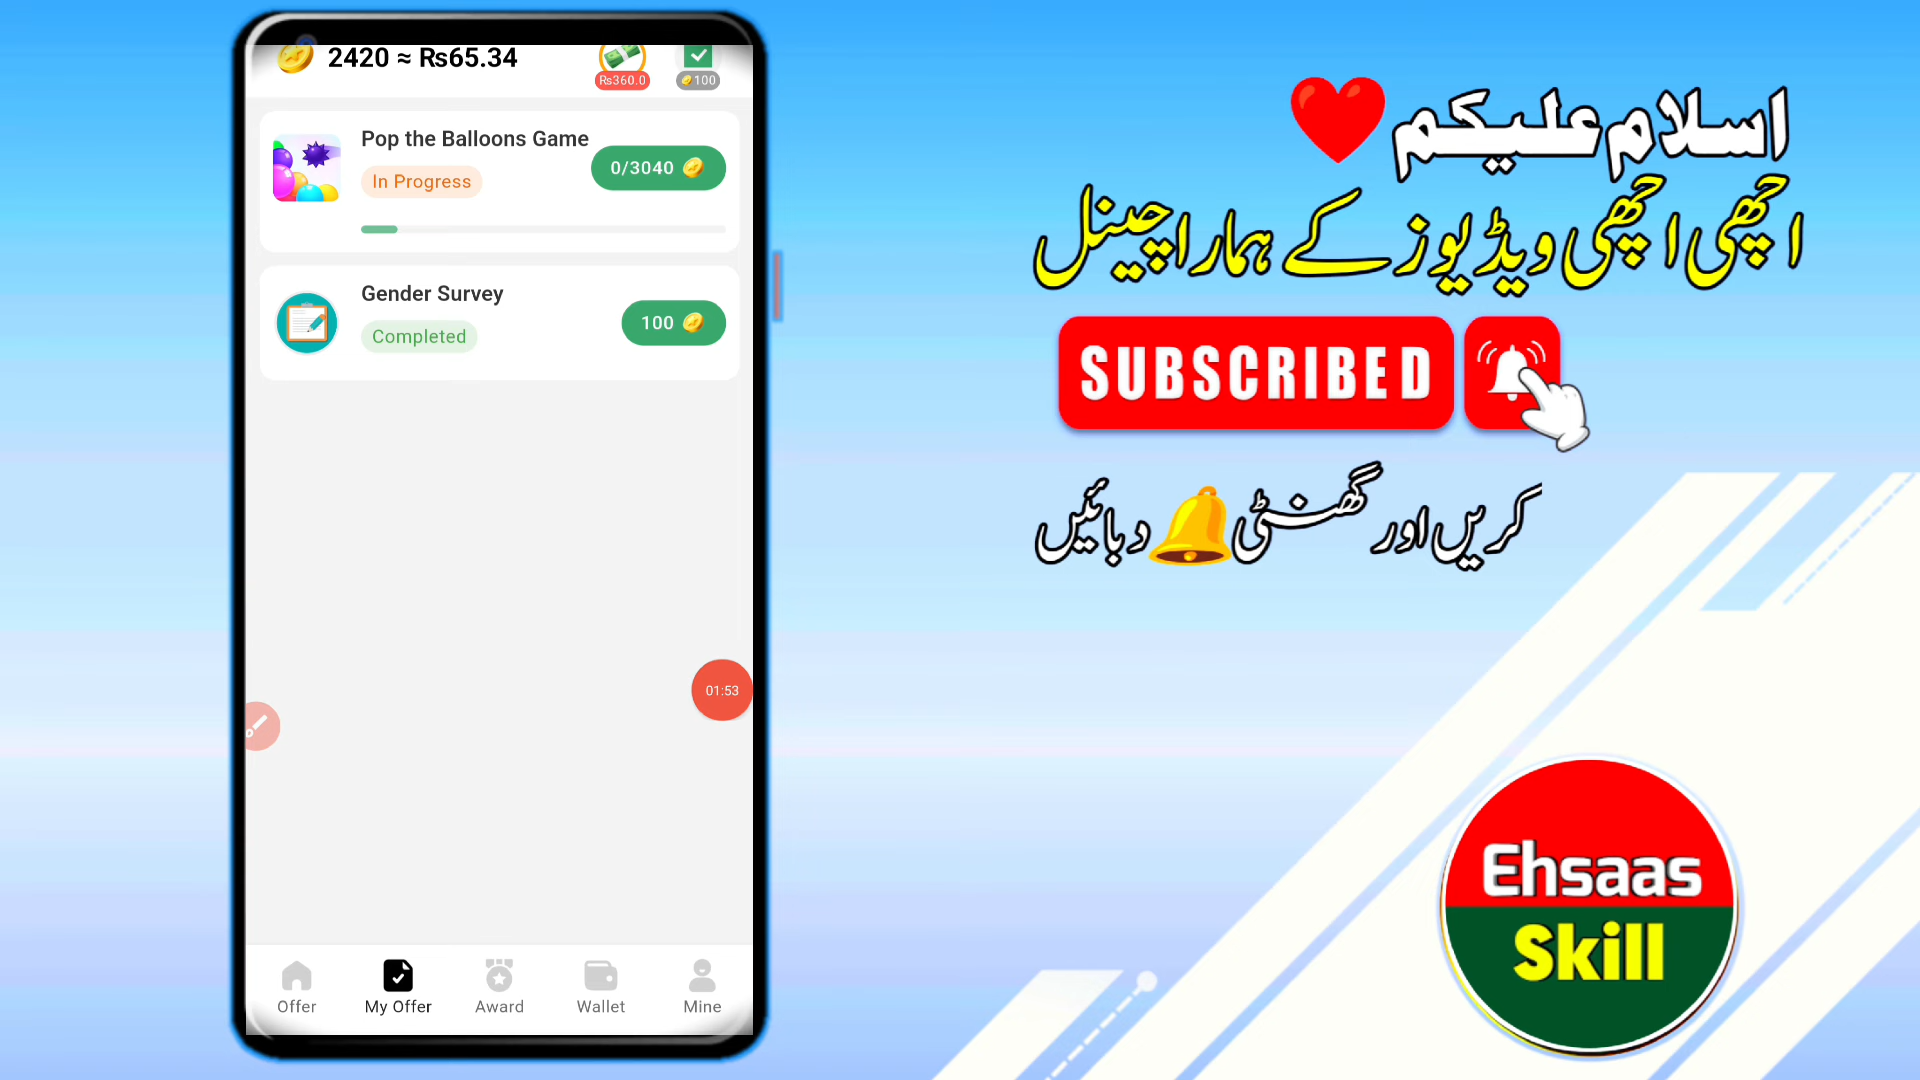 2420 ≈ Rs65.34
Rs360.0
100
Pop the Balloons Game
In Progress
0/3040
Gender Survey
Completed
100
01:53
Offer
My Offer
Award
Wallet
Mine
اسلام علیکم
اچھی اچھی ویڈیوز کے ہمارا چینل
SUBSCRIBED
کریں اور گھنٹی دبائیں
Ehsaas
Skill